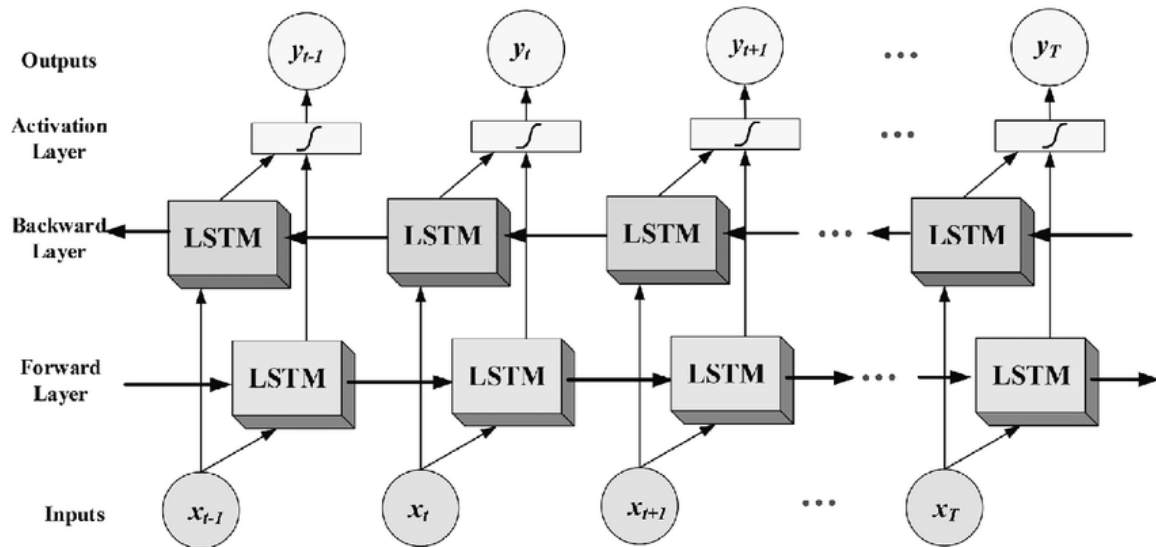 Outputs
y_{t-1} y_t y_{t+1} ... y_T
Activation
Layer
∫ ∫ ∫ ... ∫
Backward
Layer
LSTM LSTM LSTM ... LSTM
Forward
Layer
LSTM LSTM LSTM ... LSTM
Inputs
x_{t-1} x_t x_{t+1} ... x_T